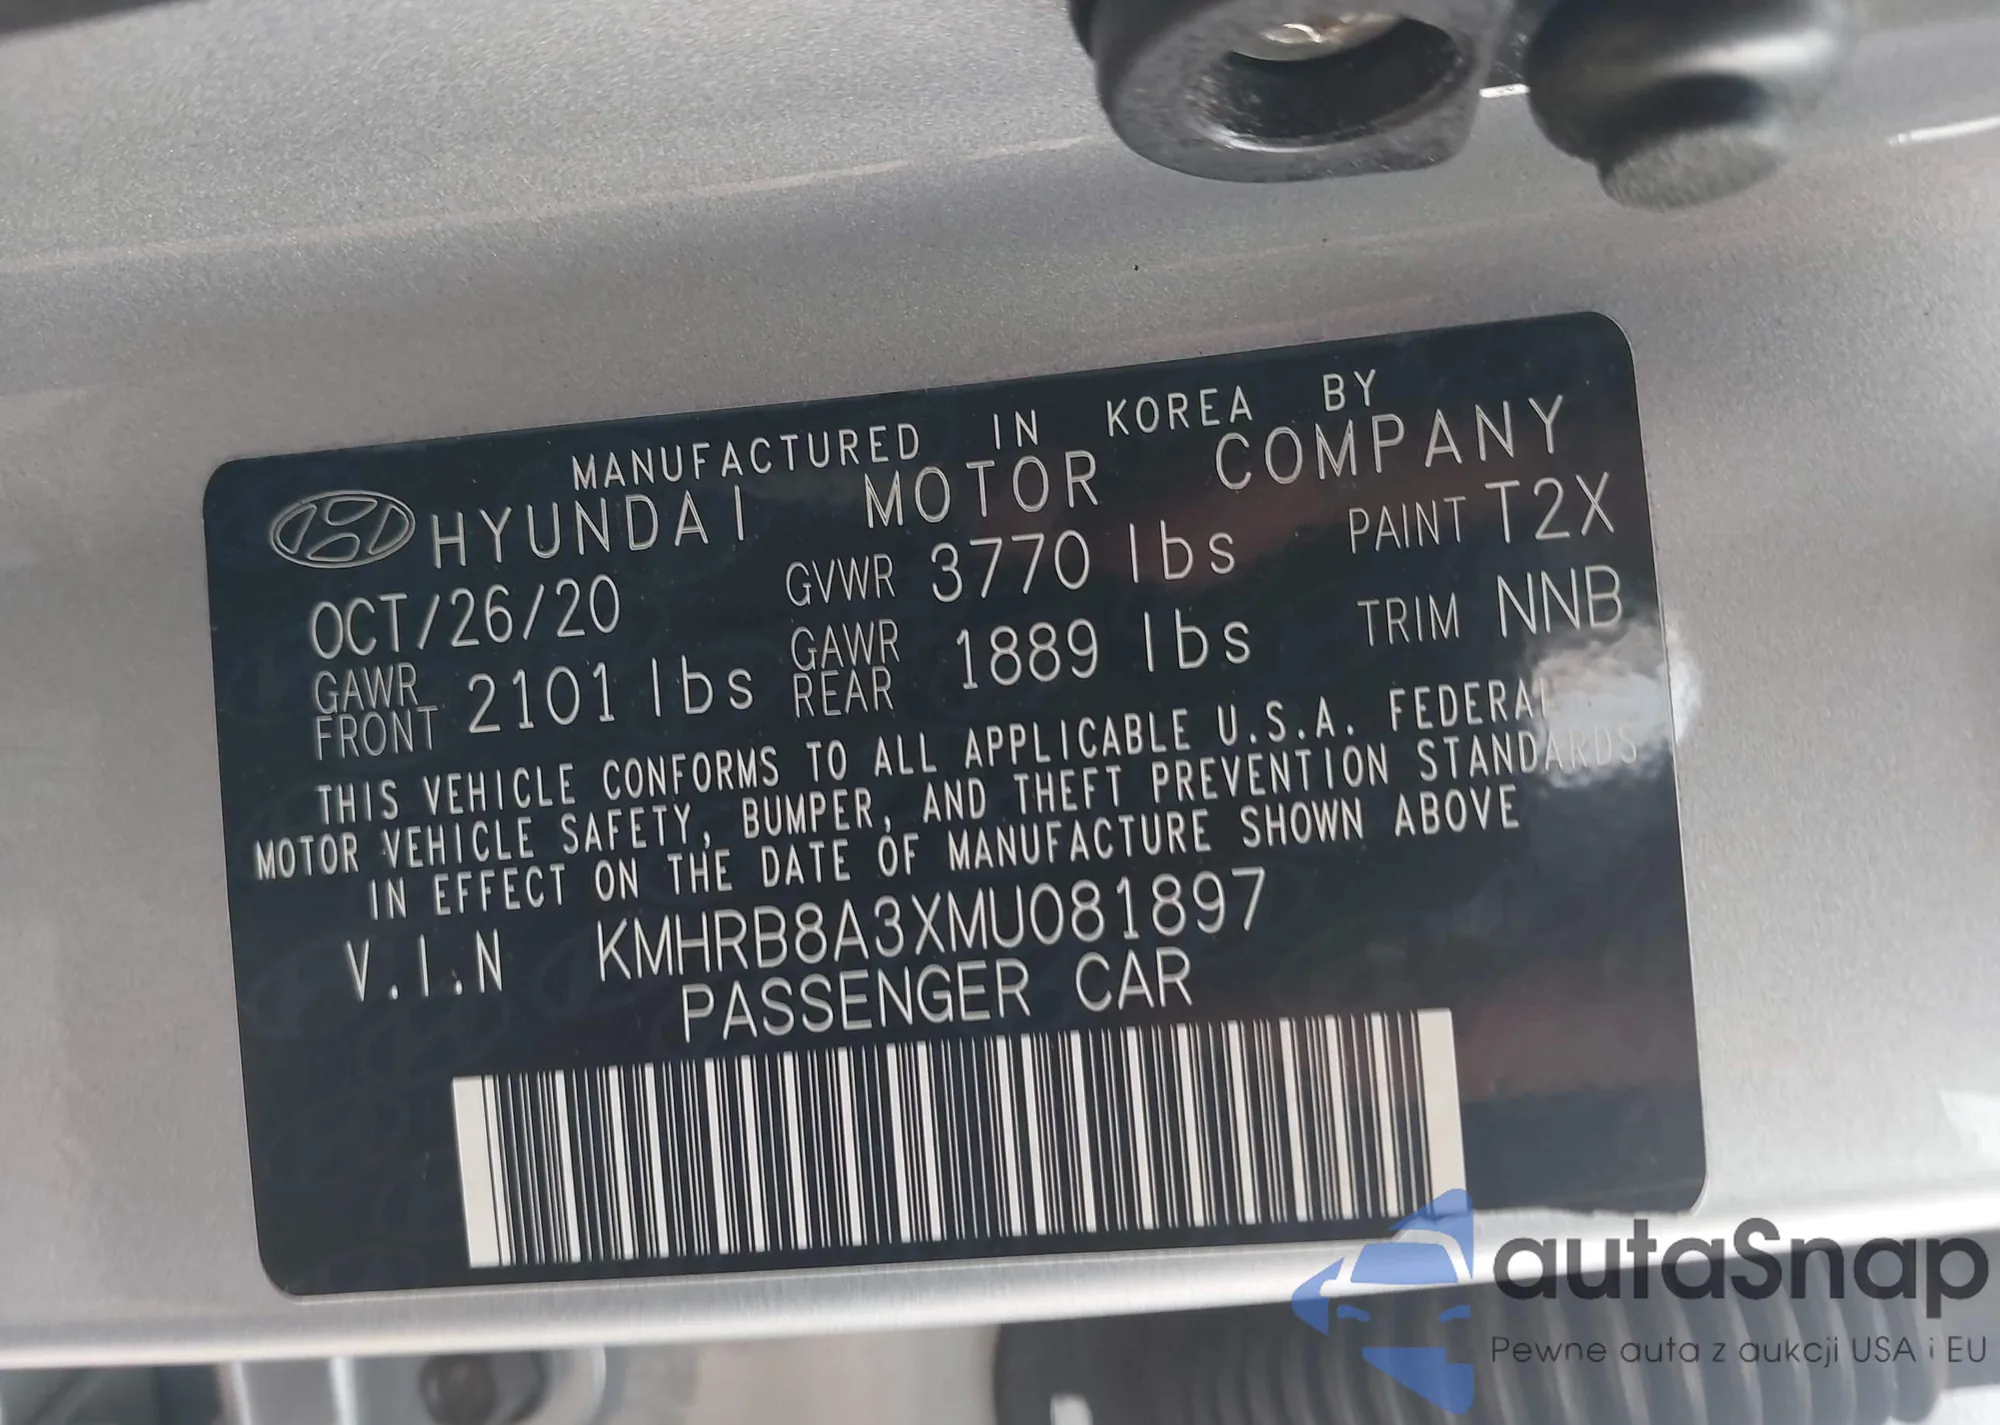 MANUFACTURED IN KOREA BY
HYUNDAI MOTOR COMPANY
OCT/26/20 GVWR 3770 lbs PAINT T2X
GAWR FRONT 2101 lbs GAWR REAR 1889 lbs TRIM NNB
THIS VEHICLE CONFORMS TO ALL APPLICABLE U.S.A. FEDERAL
MOTOR VEHICLE SAFETY, BUMPER, AND THEFT PREVENTION STANDARDS
IN EFFECT ON THE DATE OF MANUFACTURE SHOWN ABOVE
V.I.N KMHRB8A3XMU081897
PASSENGER CAR
autaSnap
Pewne auta z aukcji USA i EU